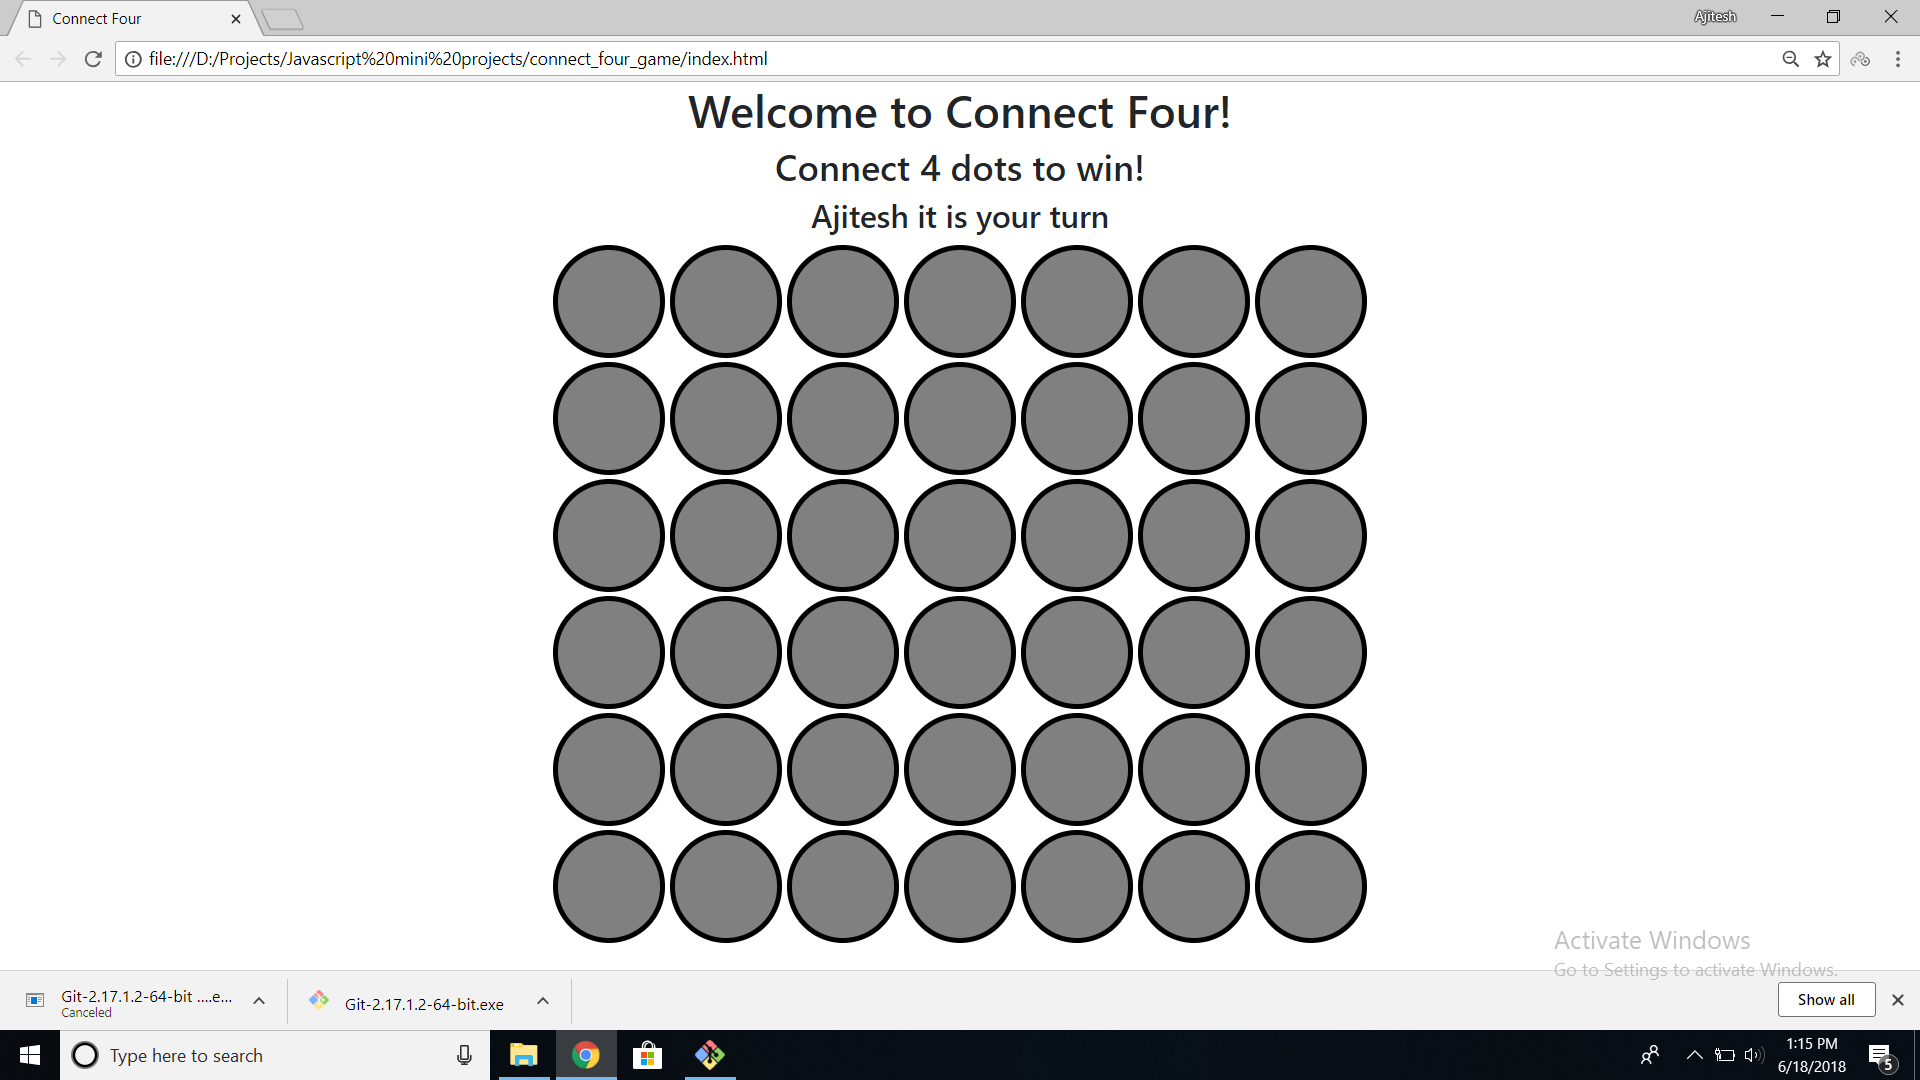 Connect Four
Ajitesh
file:///D:/Projects/Javascript%20mini%20projects/connect_four_game/index.html
Welcome to Connect Four!
Connect 4 dots to win!
Ajitesh it is your turn
Activate Windows
Go to Settings to activate Windows.
Git-2.17.1.2-64-bit ....e...
Canceled
Git-2.17.1.2-64-bit.exe
Show all
Type here to search
1:15 PM
6/18/2018
5